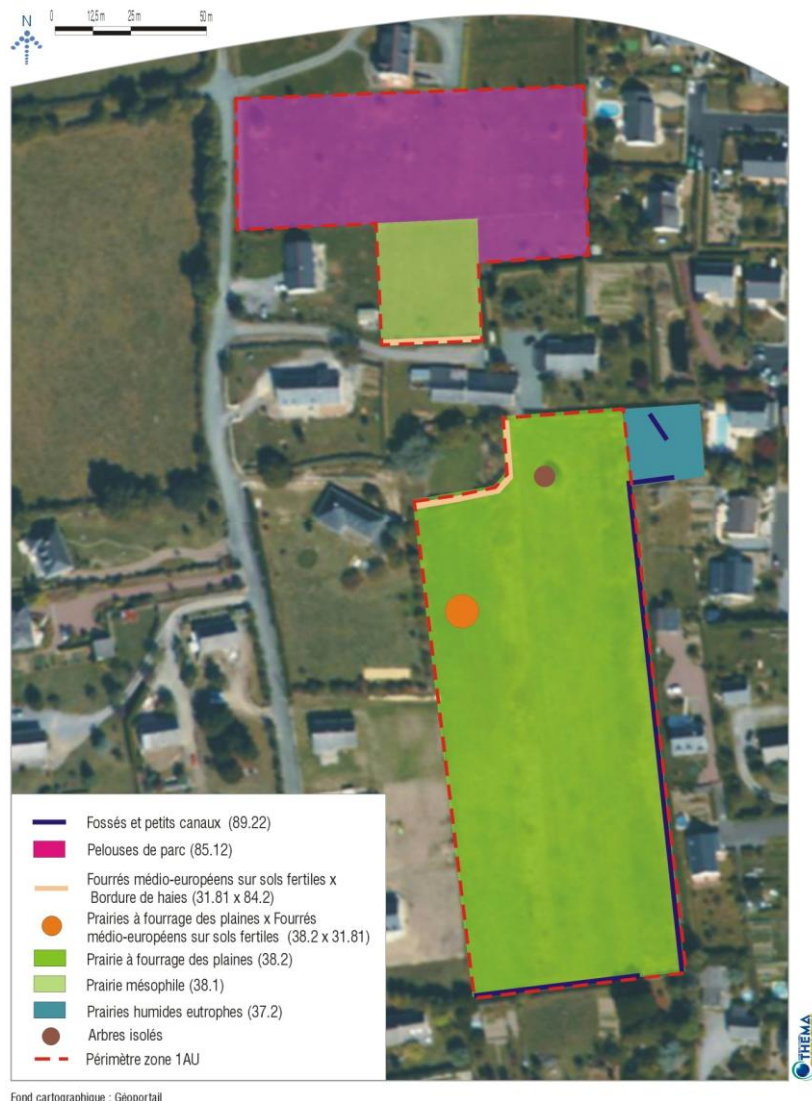 N
0 12,5 m 25 m 50 m
Fossés et petits canaux (89.22)
Pelouses de parc (85.12)
Fourrés médio-européens sur sols fertiles x
Bordure de haies (31.81 x 84.2)
Prairies à fourrage des plaines x Fourrés
médio-européens sur sols fertiles (38.2 x 31.81)
Prairie à fourrage des plaines (38.2)
Prairie mésophile (38.1)
Prairies humides eutrophes (37.2)
Arbres isolés
Périmètre zone 1AU
THEMA
Fond cartographique : Géoportail